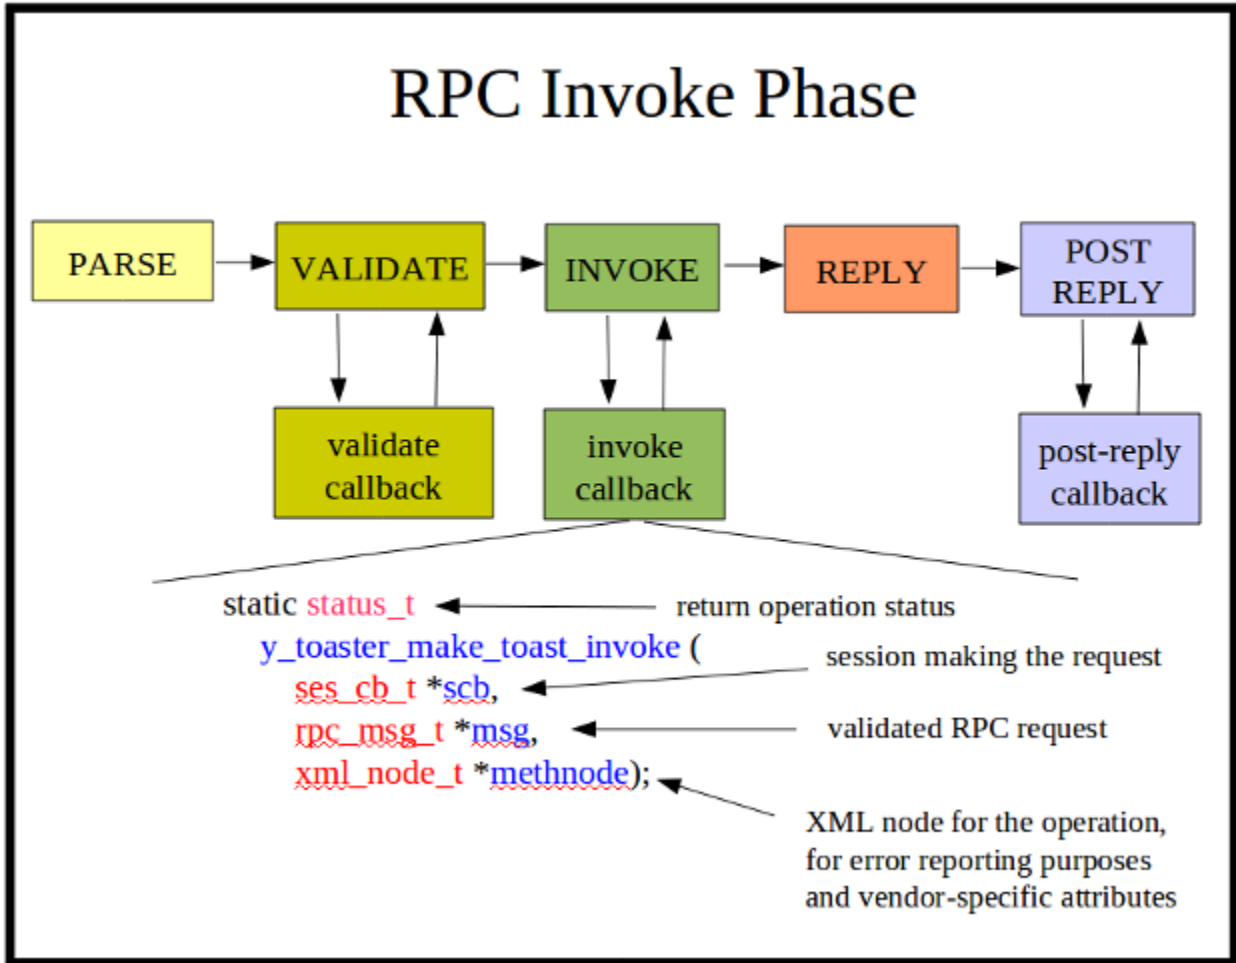 RPC Invoke Phase
PARSE
VALIDATE
INVOKE
REPLY
POST
REPLY
validate
callback
invoke
callback
post-reply
callback
static status_t
return operation status
y_toaster_make_toast_invoke (
session making the request
ses_cb_t *scb,
rpc_msg_t *msg,
validated RPC request
xml_node_t *methnode);
XML node for the operation,
for error reporting purposes
and vendor-specific attributes